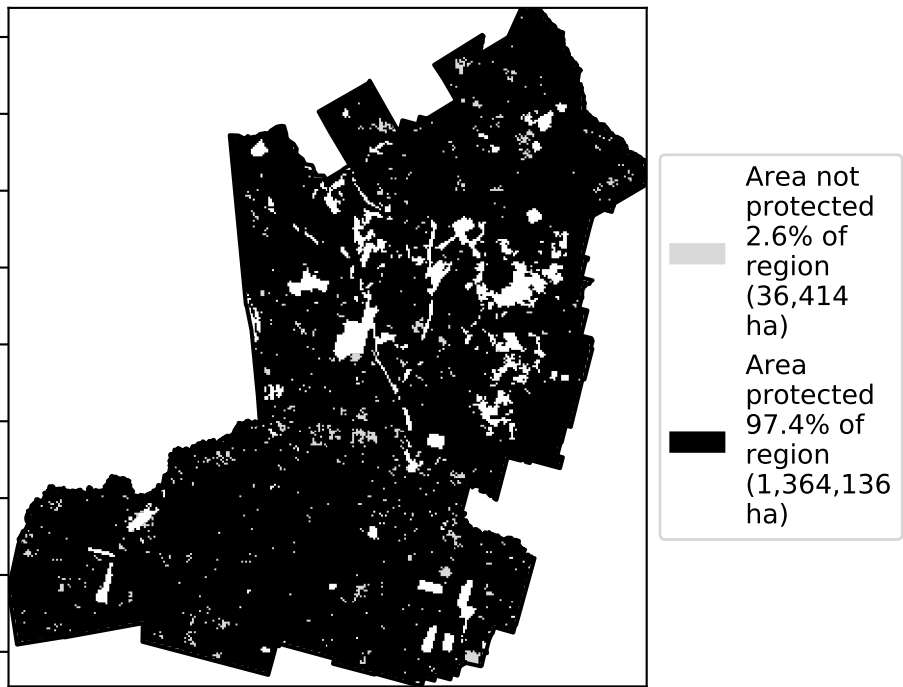 Area not
protected
2.6% of
region
(36,414
ha)
Area
protected
97.4% of
region
(1,364,136
ha)